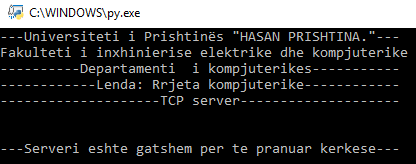 C:\WINDOWS\py.exe
---Universiteti i Prishtinës "HASAN PRISHTINA."---
Fakulteti i inxhinierise elektrike dhe kompjuterike
----------Departamenti  i kompjuterikes-----------
------------Lenda: Rrjeta kompjuterike------------
--------------------TCP server--------------------
---Serveri eshte gatshem per te pranuar kerkese---